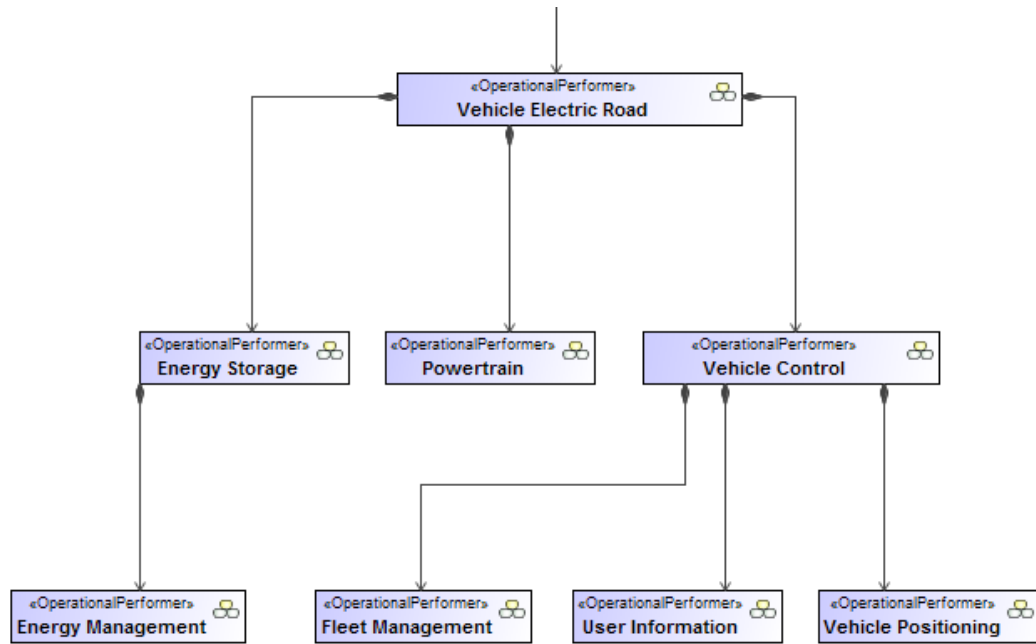 «OperationalPerformer»
Vehicle Electric Road
«OperationalPerformer»
Energy Storage
«OperationalPerformer»
Powertrain
«OperationalPerformer»
Vehicle Control
«OperationalPerformer»
Energy Management
«OperationalPerformer»
Fleet Management
«OperationalPerformer»
User Information
«OperationalPerformer»
Vehicle Positioning